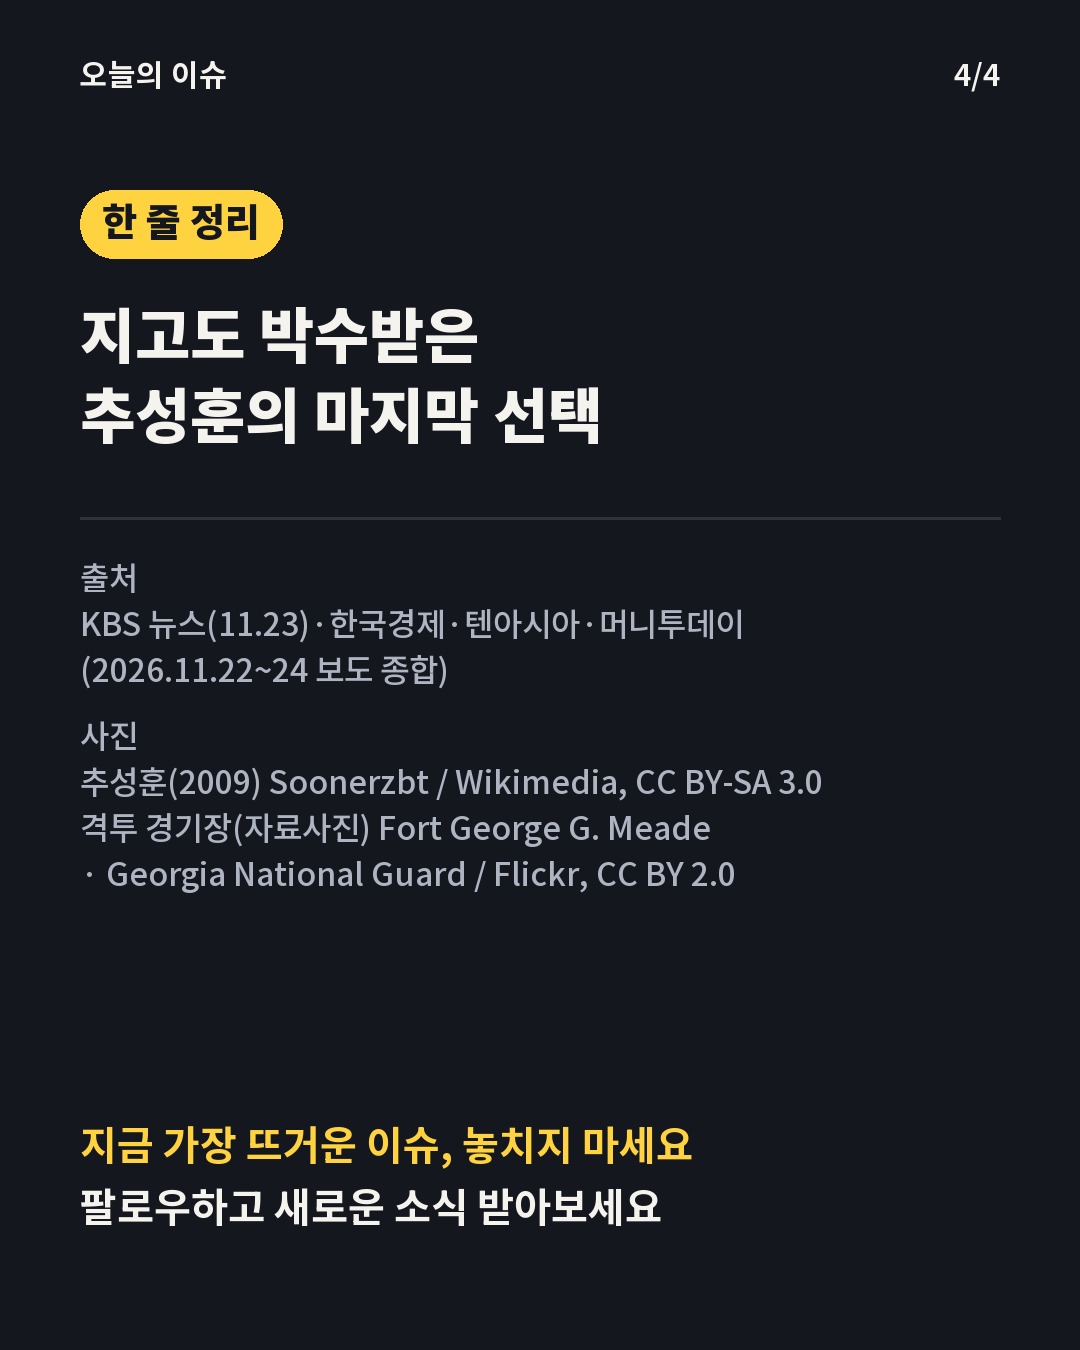 오늘의 이슈
4/4
한 줄 정리
지고도 박수받은
추성훈의 마지막 선택
출처
KBS 뉴스(11.23)·한국경제·텐아시아·머니투데이
(2026.11.22~24 보도 종합)
사진
추성훈(2009) Soonerzbt / Wikimedia, CC BY-SA 3.0
격투 경기장(자료사진) Fort George G. Meade
· Georgia National Guard / Flickr, CC BY 2.0
지금 가장 뜨거운 이슈, 놓치지 마세요
팔로우하고 새로운 소식 받아보세요